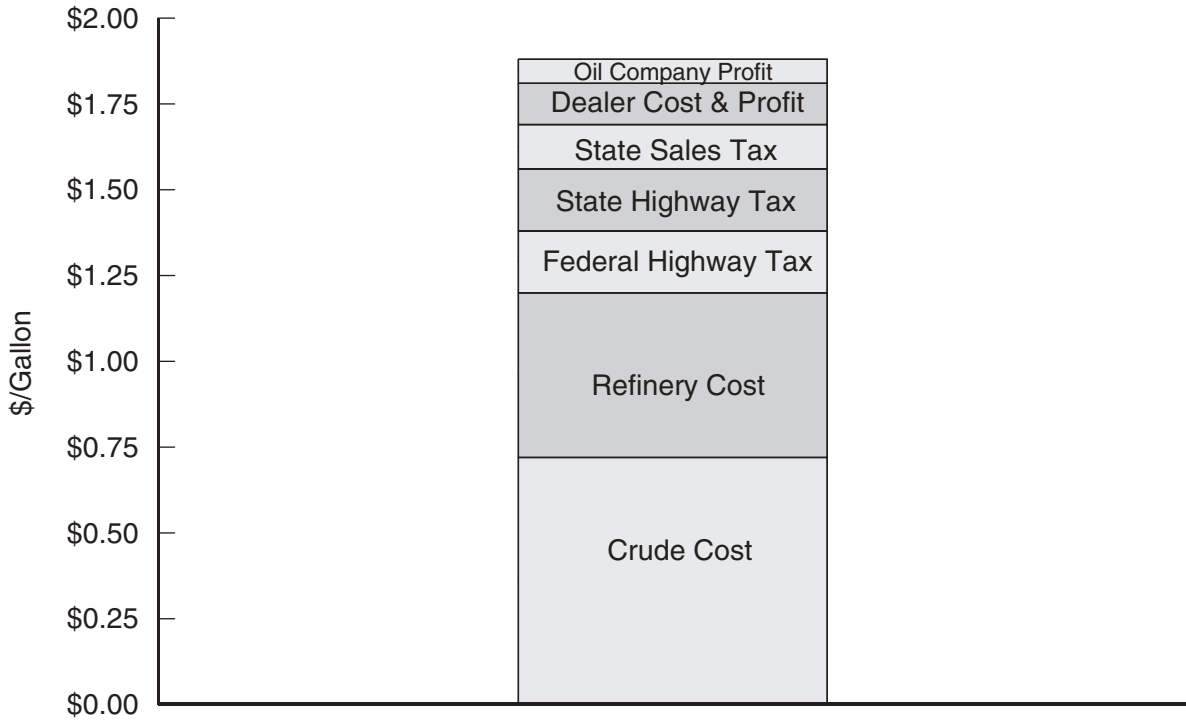 $2.00
Oil Company Profit
$1.75
Dealer Cost & Profit
State Sales Tax
$1.50
State Highway Tax
Federal Highway Tax
$1.25
$/Gallon
$1.00
Refinery Cost
$0.75
$0.50
Crude Cost
$0.25
$0.00